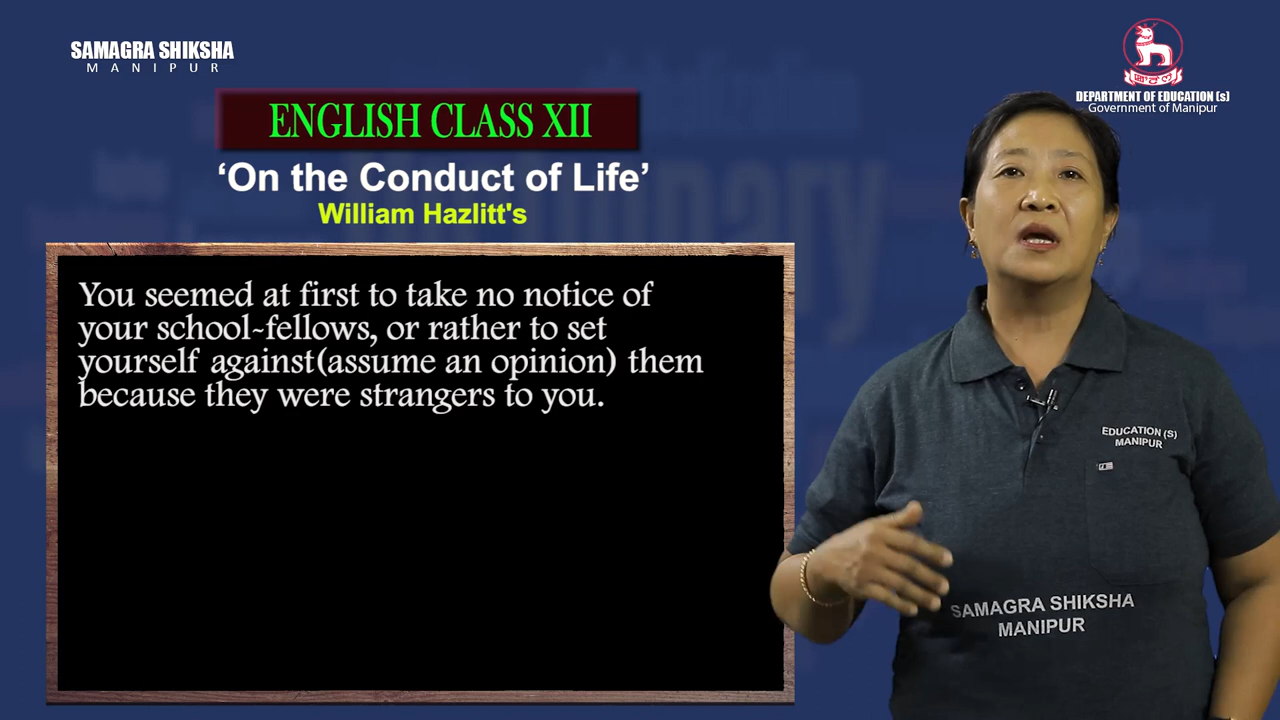 SAMAGRA SHIKSHA
MANIPUR
DEPARTMENT OF EDUCATION (s)
Government of Manipur
ENGLISH CLASS XII
‘On the Conduct of Life’
William Hazlitt's
You seemed at first to take no notice of
your school-fellows, or rather to set
yourself against(assume an opinion) them
because they were strangers to you.
EDUCATION (S)
MANIPUR
SAMAGRA SHIKSHA
MANIPUR